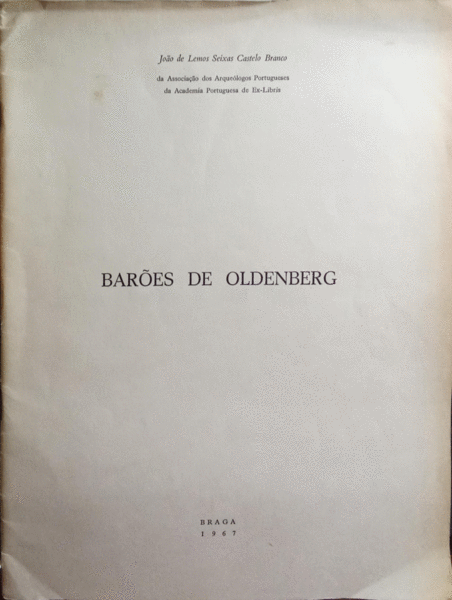 João de Lemos Seixas Castelo Branco
da Associação dos Arqueólogos Portugueses
da Academia Portuguesa de Ex-Libris
BARÕES DE OLDENBERG
BRAGA
1967